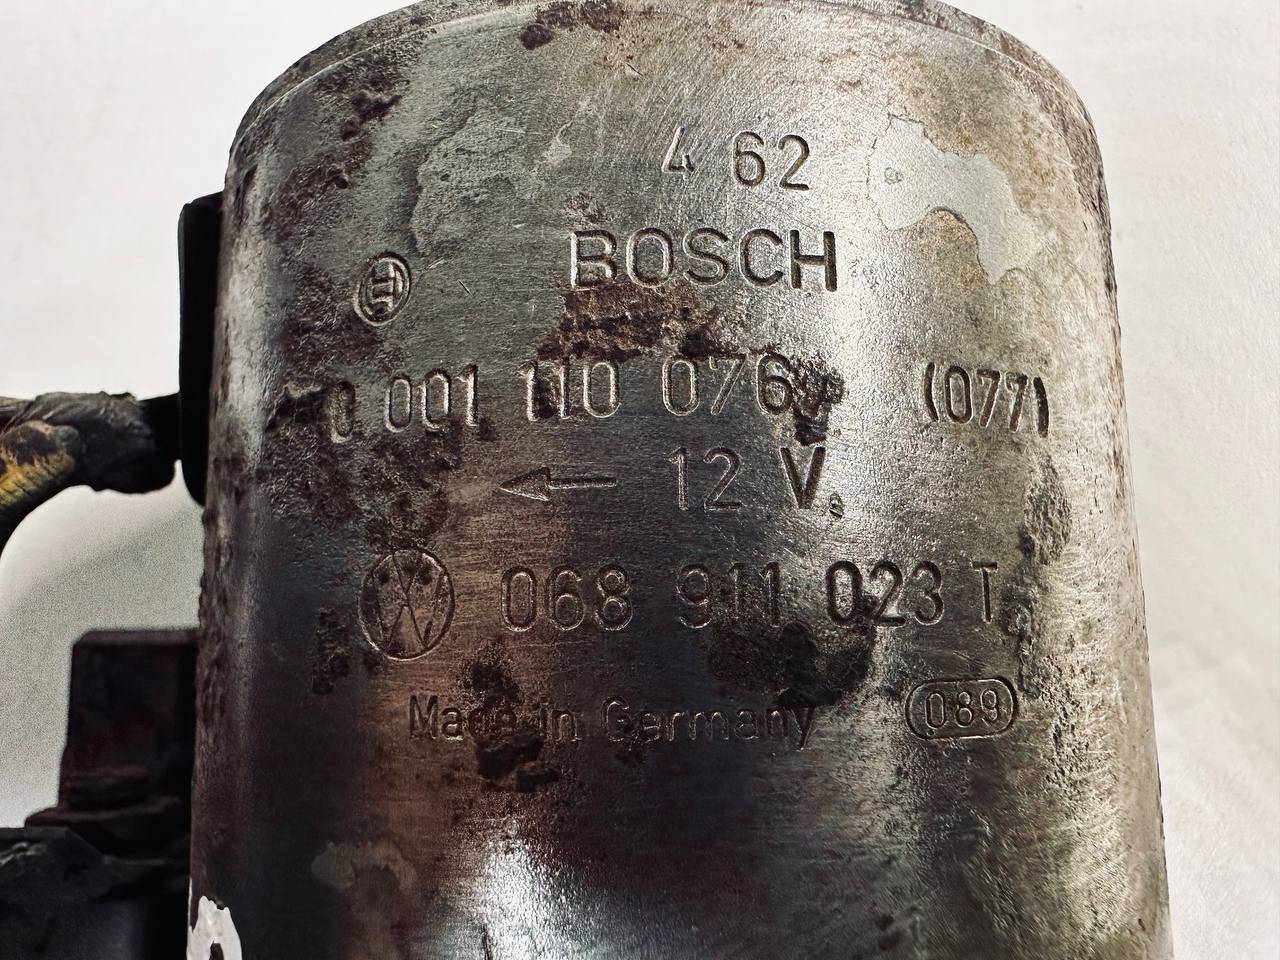 4 62
BOSCH
0 001 110 076 (077)
12 V
068 911 023 T
Made in Germany 089